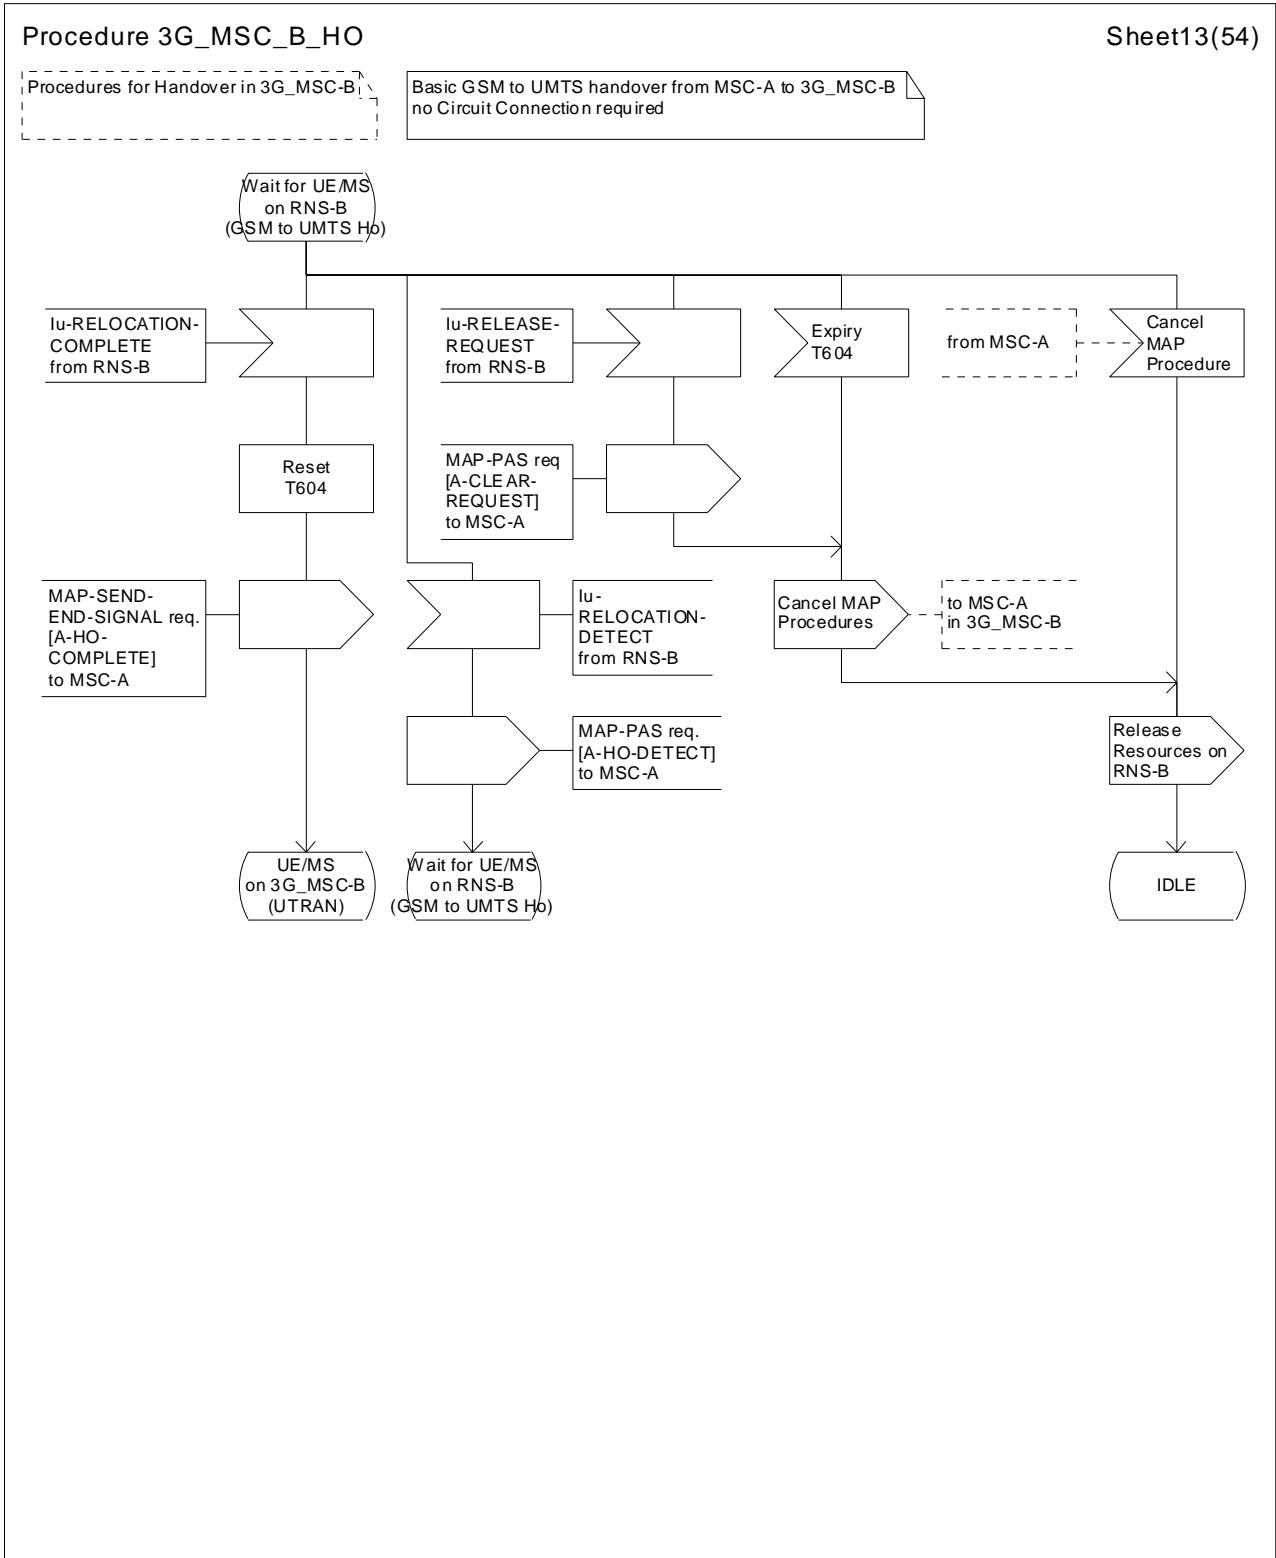 Procedure 3G_MSC_B_HO
Sheet13(54)
Procedures for Handover in 3G_MSC-B
Basic GSM to UMTS handover from MSC-A to 3G_MSC-B
no Circuit Connection required
Wait for UE/MS
on RNS-B
(GSM to UMTS Ho)
Iu-RELOCATION-
COMPLETE
from RNS-B
Iu-RELEASE-
REQUEST
from RNS-B
Expiry
T604
from MSC-A
Cancel
MAP
Procedure
Reset
T604
MAP-PAS req
[A-CLEAR-
REQUEST]
to MSC-A
MAP-SEND-
END-SIGNAL req.
[A-HO-
COMPLETE]
to MSC-A
Iu-
RELOCATION-
DETECT
from RNS-B
Cancel MAP
Procedures
to MSC-A
in 3G_MSC-B
MAP-PAS req.
[A-HO-DETECT]
to MSC-A
Release
Resources on
RNS-B
UE/MS
on 3G_MSC-B
(UTRAN)
Wait for UE/MS
on RNS-B
(GSM to UMTS Ho)
IDLE